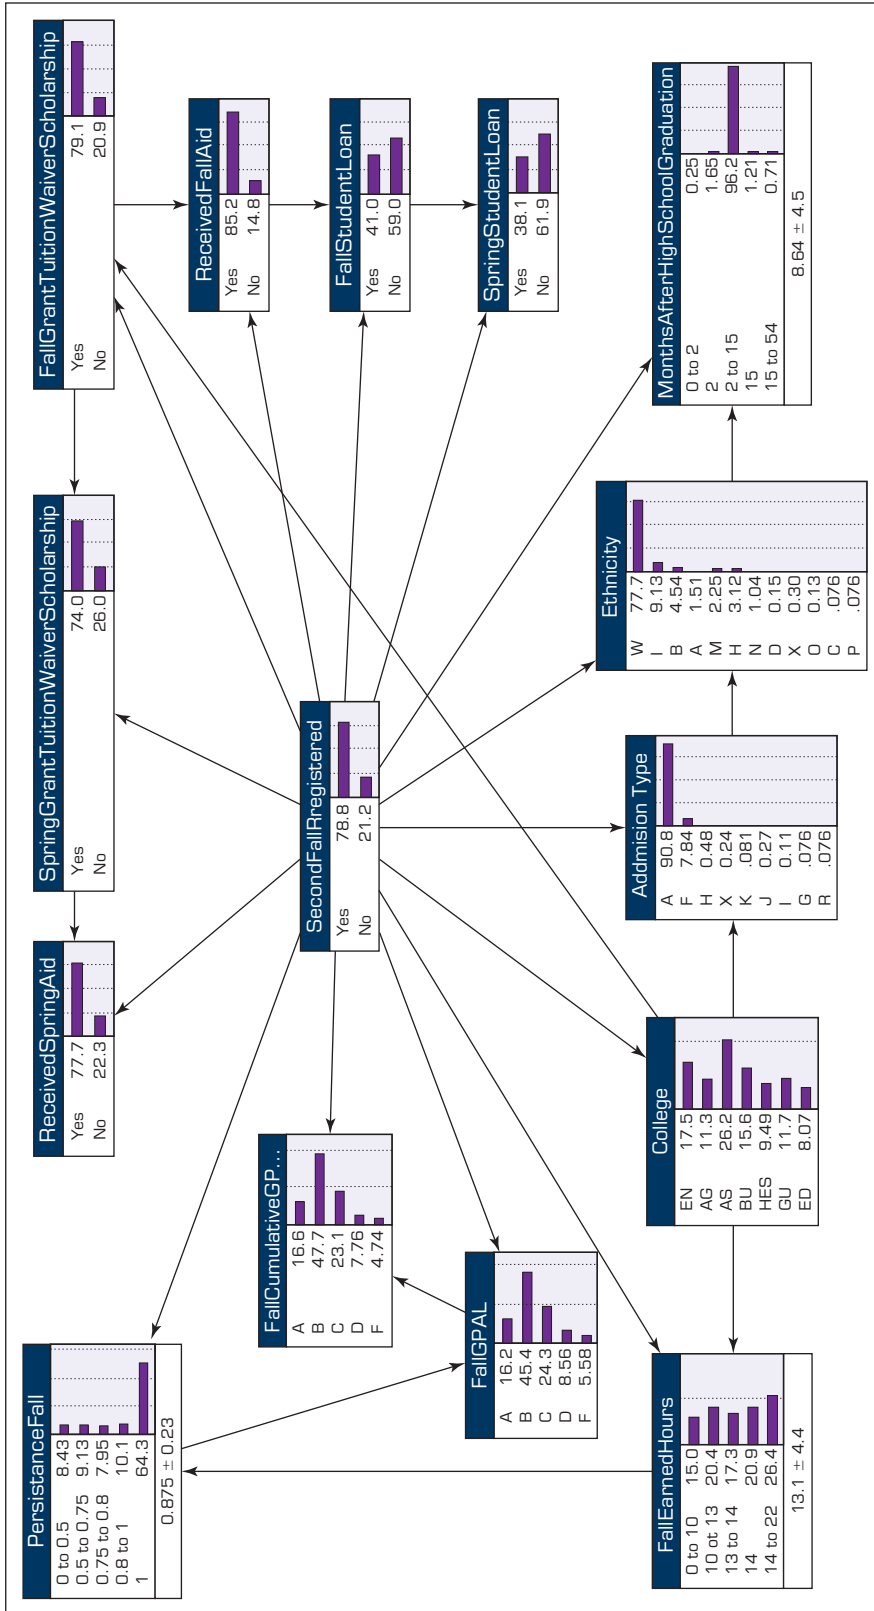 PersistanceFall
0 to 0.5 8.43
0.5 to 0.75 9.13
0.75 to 0.8 7.95
0.8 to 1 10.1
1 64.3
0.875 ± 0.23
ReceivedSpringAid
Yes 77.7
No 22.3
SpringGrantTuitionWaiverScholarship
Yes 74.0
No 26.0
FallGrantTuitionWaiverScholarship
Yes 79.1
No 20.9
FallCumulativeGP...
A 16.6
B 47.7
C 23.1
D 7.76
F 4.74
SecondFallRregistered
Yes 78.8
No 21.2
ReceivedFallAid
Yes 85.2
No 14.8
FallStudentLoan
Yes 41.0
No 59.0
FallGPAL
A 16.2
B 45.4
C 24.3
D 8.56
F 5.58
SpringStudentLoan
Yes 38.1
No 61.9
FallEarnedHours
0 to 10 15.0
10 ot 13 20.4
13 to 14 17.3
14 20.9
14 to 22 26.4
13.1 ± 4.4
College
EN 17.5
AG 11.3
AS 26.2
BU 15.6
HES 9.49
GU 11.7
ED 8.07
Addmision Type
A 90.8
F 7.84
H 0.48
X 0.24
K .081
J 0.27
I 0.11
G .076
R .076
Ethnicity
W 77.7
I 9.13
B 4.54
A 1.51
M 2.25
H 3.12
N 1.04
D 0.15
X 0.30
O 0.13
C .076
P .076
MonthsAfterHighSchoolGraduation
0 to 2 0.25
2 1.65
2 to 15 96.2
15 1.21
15 to 54 0.71
8.64 ± 4.5